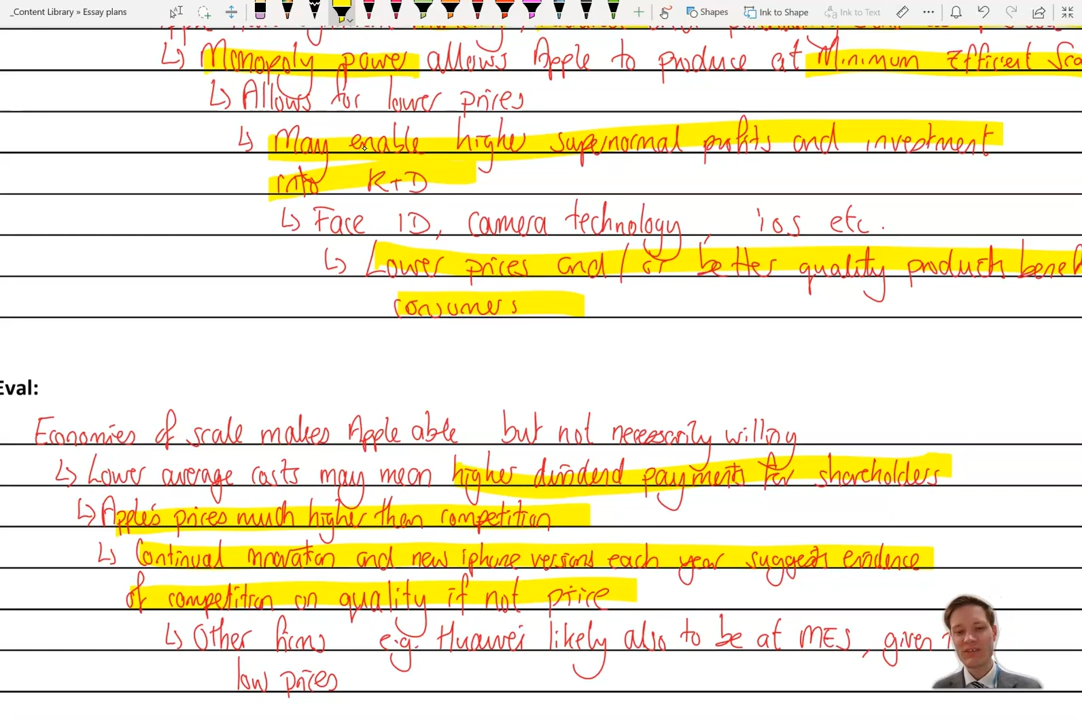 _Content Library » Essay plans
Shapes
Ink to Shape
Ink to Text
↳ Monopoly power allows Apple to produce at Minimum Efficient Sca
↳ Allows for lower prices
↳ May enable higher supernormal profits and investment
into R+D
↳ Face ID, camera technology, ios etc.
↳ Lower prices and / or better quality products benef
consumers
Eval:
Economies of scale makes Apple able but not necessarily willing
↳ Lower average costs may mean higher dividend payments for shareholders
↳ Apple's prices much higher than competition
↳ Continual innovation and new iphone versions each year suggests evidence
of competition on quality if not price
↳ Other firms e.g. Huawei likely also to be at MES, given
low prices